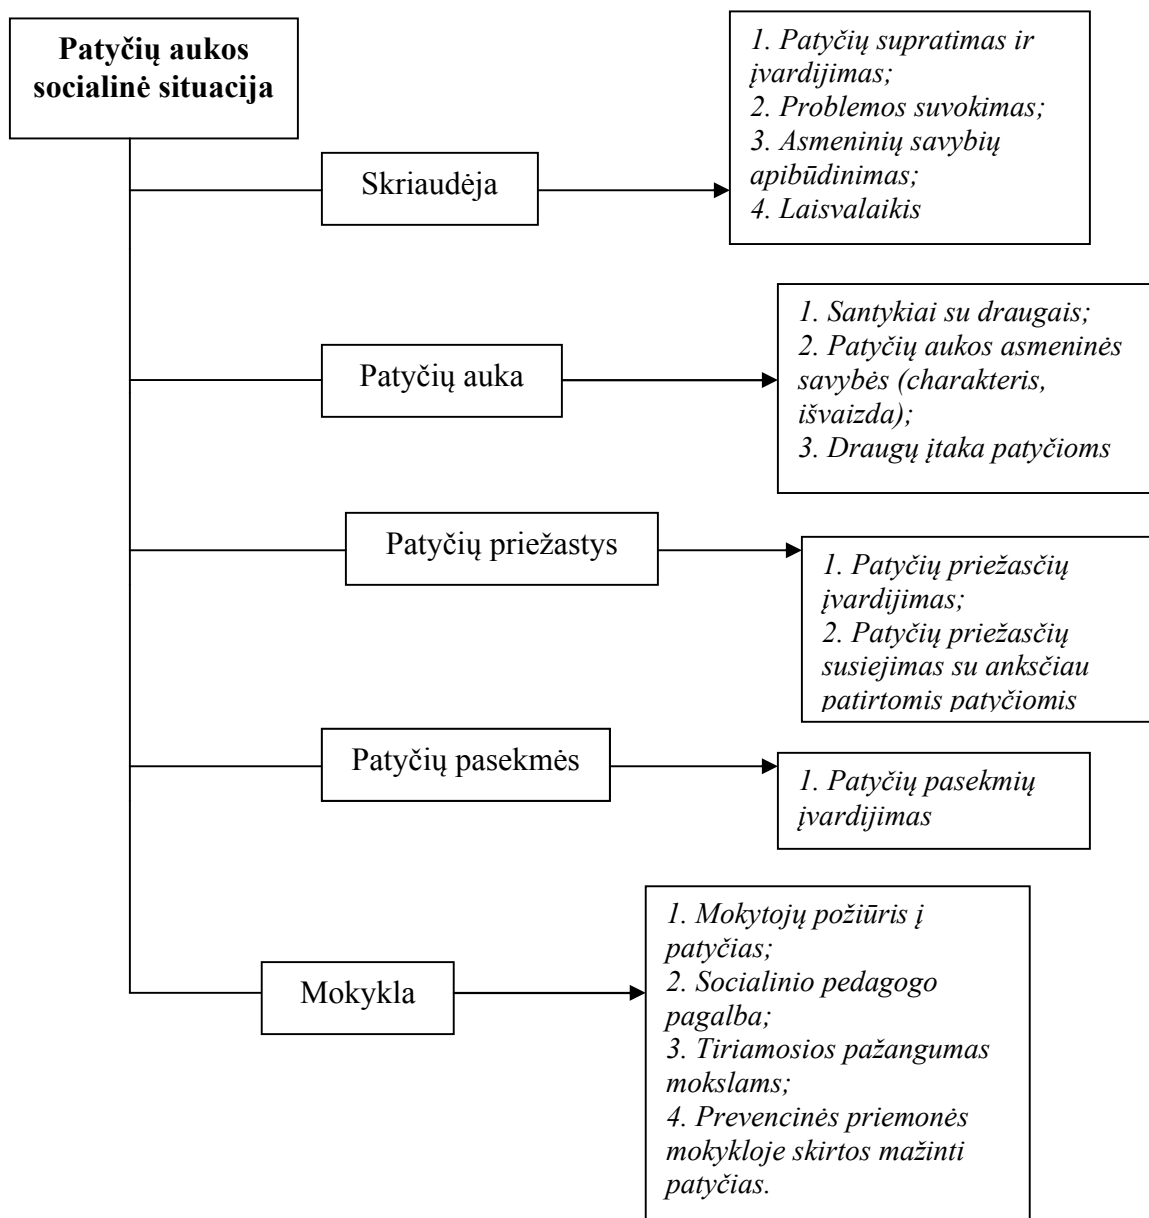 Patyčių aukos
socialinė situacija
1. Patyčių supratimas ir
įvardijimas;
2. Problemos suvokimas;
3. Asmeninių savybių
apibūdinimas;
4. Laisvalaikis
Skriaudėja
1. Santykiai su draugais;
2. Patyčių aukos asmeninės
savybės (charakteris,
išvaizda);
3. Draugų įtaka patyčioms
Patyčių auka
Patyčių priežastys
1. Patyčių priežasčių
įvardijimas;
2. Patyčių priežasčių
susiejimas su anksčiau
patirtomis patyčiomis
Patyčių pasekmės
1. Patyčių pasekmių
įvardijimas
Mokykla
1. Mokytojų požiūris į
patyčias;
2. Socialinio pedagogo
pagalba;
3. Tiriamosios pažangumas
mokslams;
4. Prevencinės priemonės
mokykloje skirtos mažinti
patyčias.